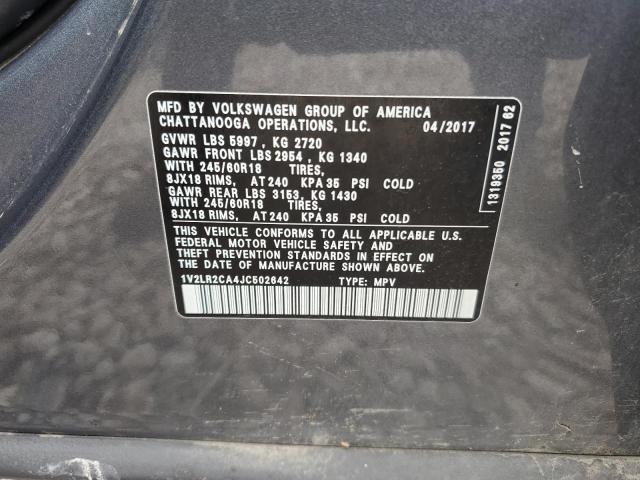 MFD BY VOLKSWAGEN GROUP OF AMERICA
CHATTANOOGA OPERATIONS, LLC. 04/2017
GVWR LBS 5997 , KG 2720
GAWR FRONT LBS 2954 , KG 1340
WITH 245/60R18 TIRES,
8JX18 RIMS, AT 240 KPA 35 PSI COLD
GAWR REAR LBS 3153, KG 1430
WITH 245/60R18 TIRES,
8JX18 RIMS, AT 240 KPA 35 PSI COLD
THIS VEHICLE CONFORMS TO ALL APPLICABLE U.S.
FEDERAL MOTOR VEHICLE SAFETY AND
THEFT PREVENTION STANDARDS IN EFFECT ON
THE DATE OF MANUFACTURE SHOWN ABOVE.
1V2LR2CA4JC502642 TYPE: MPV
1319350 2017 62